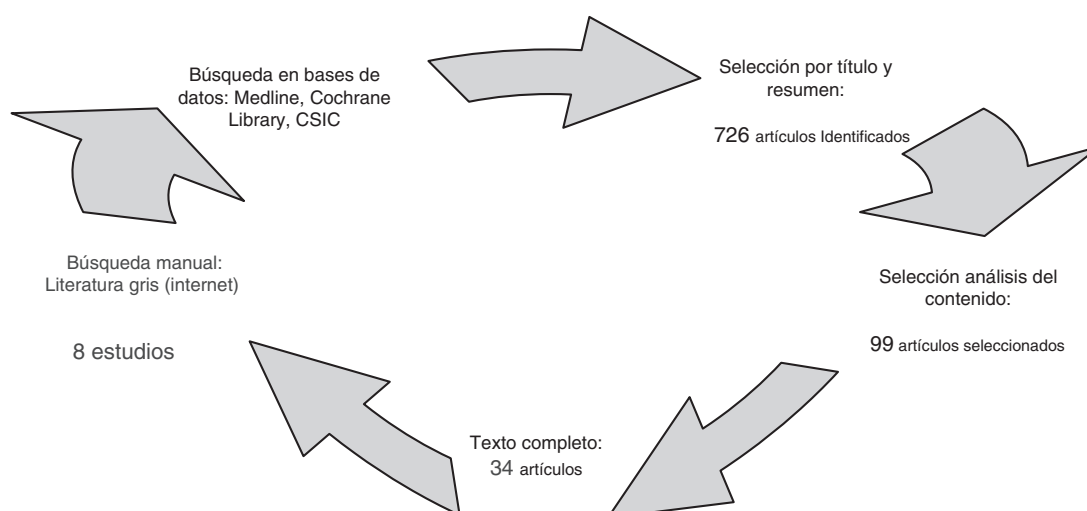 Búsqueda en bases de
datos: Medline, Cochrane
Library, CSIC
Selección por título y
resumen:
726 artículos Identificados
Selección análisis del
contenido:
99 artículos seleccionados
Texto completo:
34 artículos
Búsqueda manual:
Literatura gris (internet)
8 estudios